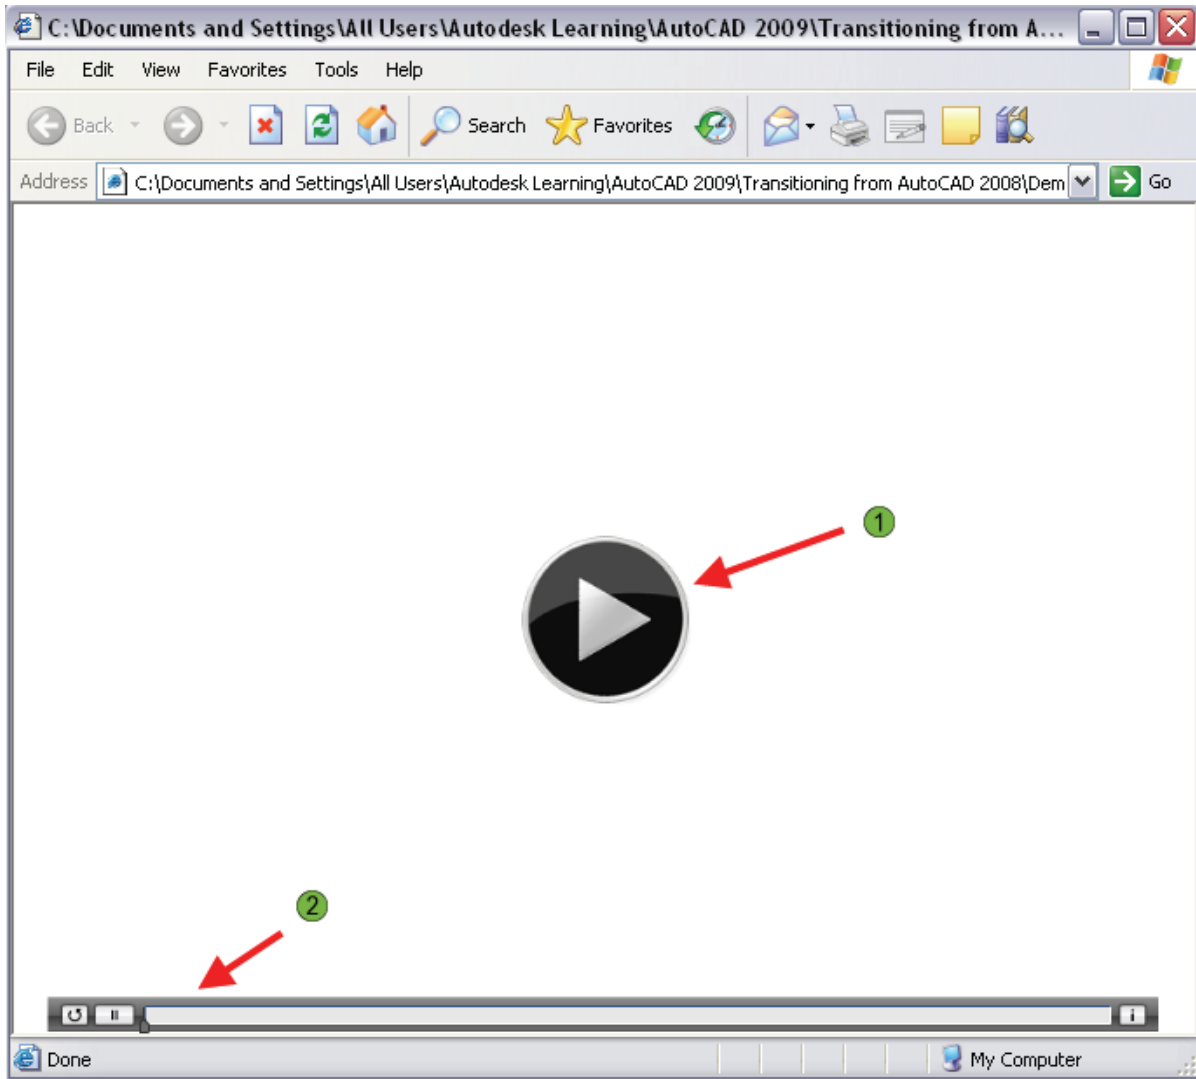 C:\Documents and Settings\All Users\Autodesk Learning\AutoCAD 2009\Transitioning from A...
File Edit View Favorites Tools Help
Back Search Favorites
Address C:\Documents and Settings\All Users\Autodesk Learning\AutoCAD 2009\Transitioning from AutoCAD 2008\Dem Go
1
2
i
Done My Computer